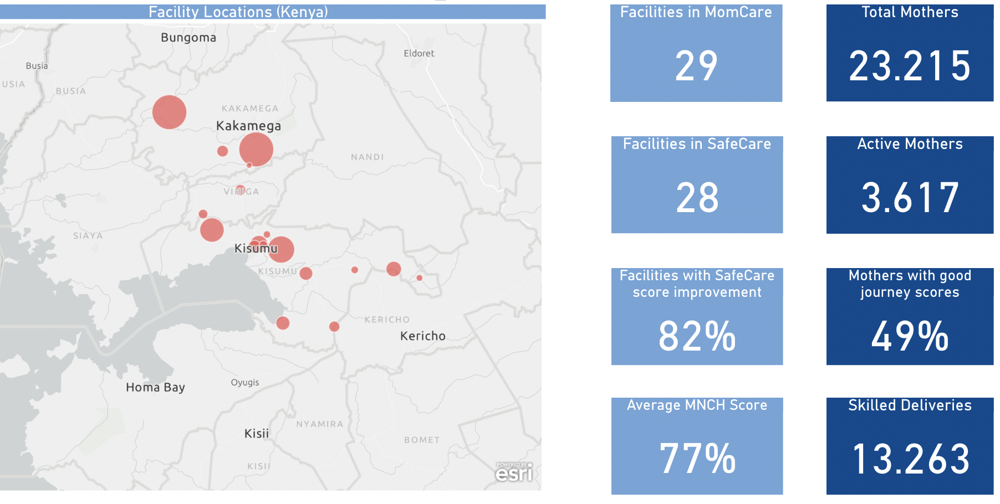 Facility Locations (Kenya)
Bungoma
Eldoret
Busia
USIA
BUSIA
KAKAMEGA
Kakamega
NANDI
VIHIGA
SIAYA
Kisumu
KISUMU
KERICHO
Kericho
Homa Bay
Oyugis
NYAMIRA
Kisii
BOMET
KISII
POWERED BY
esri
Facilities in MomCare
29
Total Mothers
23.215
Facilities in SafeCare
28
Active Mothers
3.617
Facilities with SafeCare
score improvement
82%
Mothers with good
journey scores
49%
Average MNCH Score
77%
Skilled Deliveries
13.263